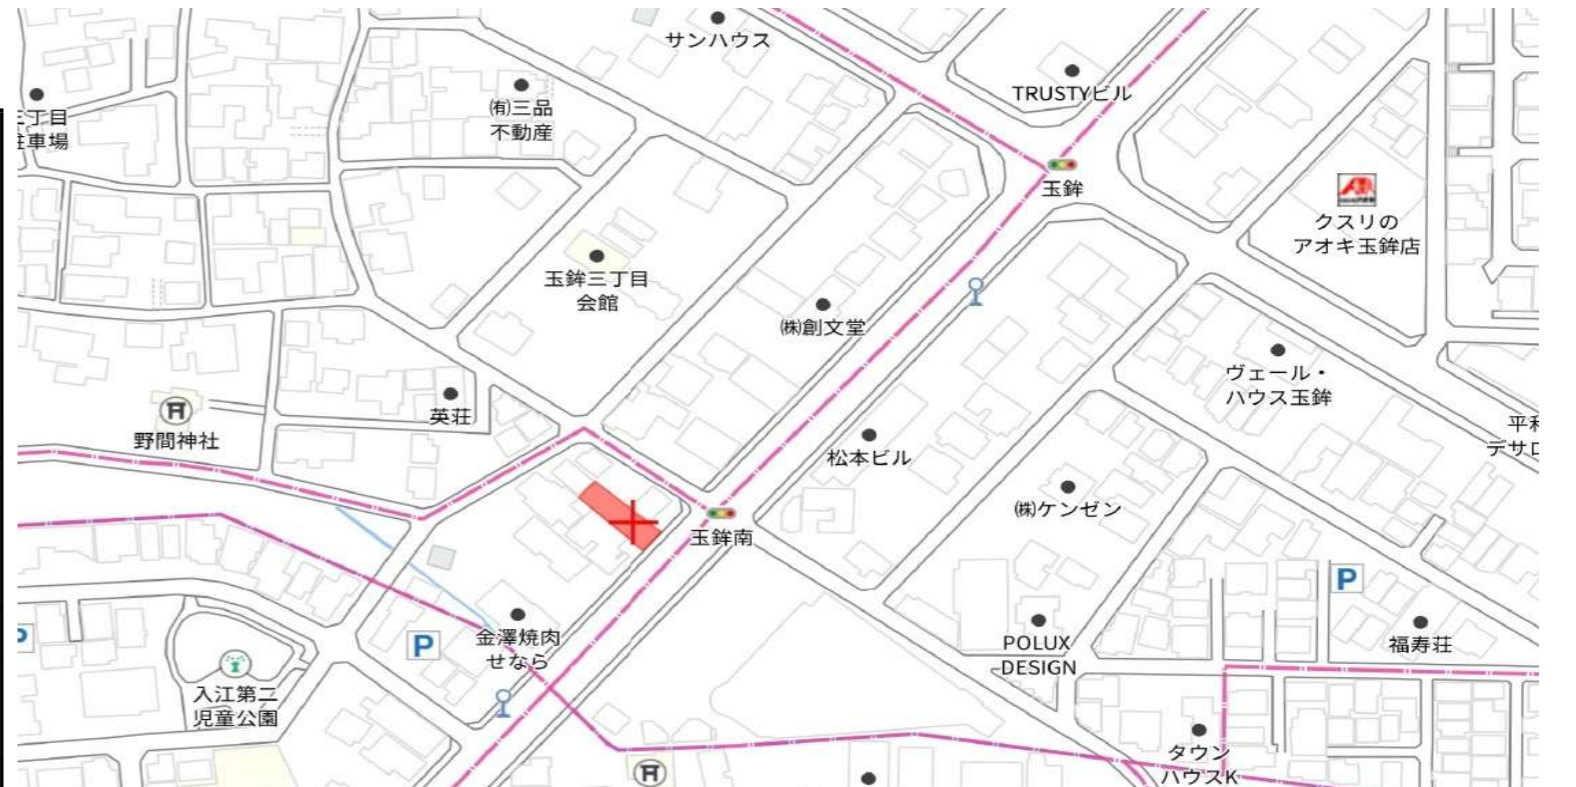 サンハウス
TRUSTYビル
㈲三品
不動産
三丁目
駐車場
玉鉾
クスリの
アオキ玉鉾店
玉鉾三丁目
会館
㈱創文堂
ヴェール・
ハウス玉鉾
英荘
野間神社
松本ビル
平和
デサロ
㈱ケンゼン
玉鉾南
P
金澤焼肉
せなら
P
POLUX
DESIGN
福寿荘
P
入江第二
児童公園
タウン
ハウスK